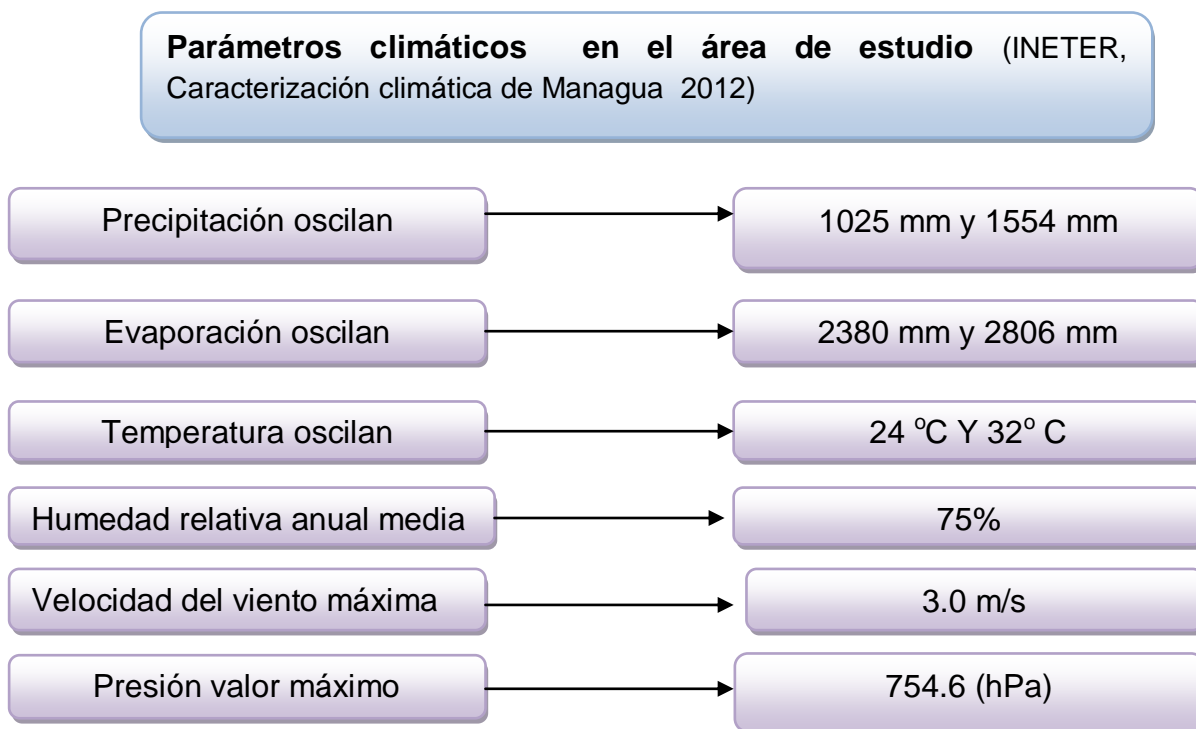 Parámetros climáticos en el área de estudio (INETER,
Caracterización climática de Managua 2012)
Precipitación oscilan
1025 mm y 1554 mm
Evaporación oscilan
2380 mm y 2806 mm
Temperatura oscilan
24 ºC Y 32º C
Humedad relativa anual media
75%
Velocidad del viento máxima
3.0 m/s
Presión valor máximo
754.6 (hPa)